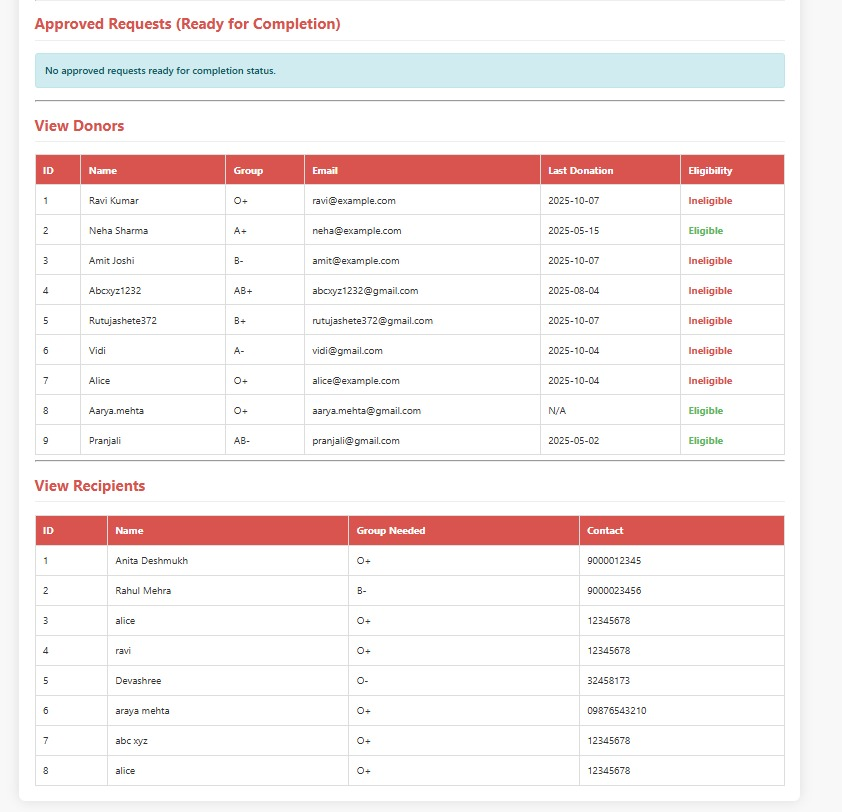 Approved Requests (Ready for Completion)
No approved requests ready for completion status.
View Donors
ID Name Group Email Last Donation Eligibility
1 Ravi Kumar O+ ravi@example.com 2025-10-07 Ineligible
2 Neha Sharma A+ neha@example.com 2025-05-15 Eligible
3 Amit Joshi B- amit@example.com 2025-10-07 Ineligible
4 Abcxyz1232 AB+ abcxyz1232@gmail.com 2025-08-04 Ineligible
5 Rutujashete372 B+ rutujashete372@gmail.com 2025-10-07 Ineligible
6 Vidi A- vidi@gmail.com 2025-10-04 Ineligible
7 Alice O+ alice@example.com 2025-10-04 Ineligible
8 Aarya.mehta O+ aarya.mehta@gmail.com N/A Eligible
9 Pranjali AB- pranjali@gmail.com 2025-05-02 Eligible
View Recipients
ID Name Group Needed Contact
1 Anita Deshmukh O+ 9000012345
2 Rahul Mehra B- 9000023456
3 alice O+ 12345678
4 ravi O+ 12345678
5 Devashree O- 32458173
6 araya mehta O+ 09876543210
7 abc xyz O+ 12345678
8 alice O+ 12345678